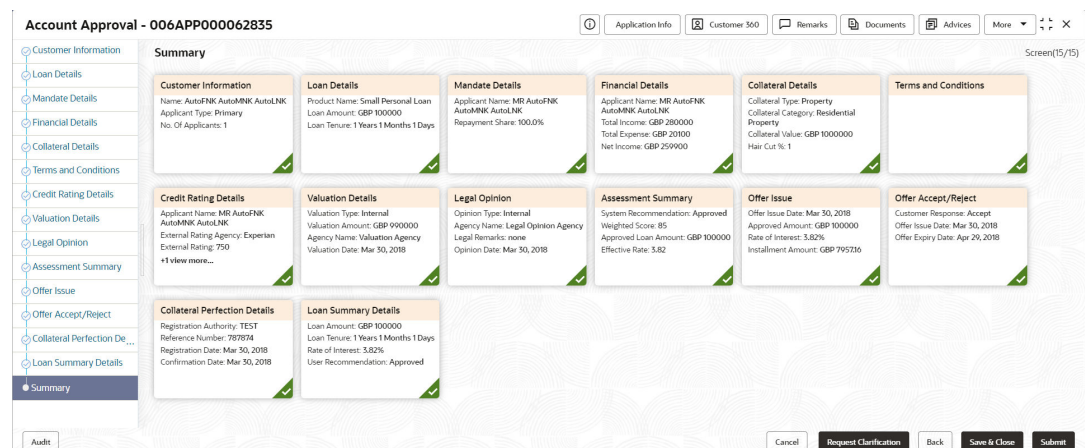 Account Approval - 006APP000062835
Application Info
Customer 360
Remarks
Documents
Advices
More
Customer Information
Loan Details
Mandate Details
Financial Details
Collateral Details
Terms and Conditions
Credit Rating Details
Valuation Details
Legal Opinion
Assessment Summary
Offer Issue
Offer Accept/Reject
Collateral Perfection De...
Loan Summary Details
Summary
Summary
Screen(15/15)
Customer Information
Name: AutoFNK AutoMNK AutoLNK
Applicant Type: Primary
No. Of Applicants: 1
Loan Details
Product Name: Small Personal Loan
Loan Amount: GBP 100000
Loan Tenure: 1 Years 1 Months 1 Days
Mandate Details
Applicant Name: MR AutoFNK
AutoMNK AutoLNK
Repayment Share: 100.0%
Financial Details
Applicant Name: MR AutoFNK
AutoMNK AutoLNK
Total Income: GBP 280000
Total Expense: GBP 20100
Net Income: GBP 259900
Collateral Details
Collateral Type: Property
Collateral Category: Residential
Property
Collateral Value: GBP 1000000
Hair Cut %: 1
Terms and Conditions
Credit Rating Details
Applicant Name: MR AutoFNK
AutoMNK AutoLNK
External Rating Agency: Experian
External Rating: 750
+1 view more...
Valuation Details
Valuation Type: Internal
Valuation Amount: GBP 990000
Agency Name: Valuation Agency
Valuation Date: Mar 30, 2018
Legal Opinion
Opinion Type: Internal
Agency Name: Legal Opinion Agency
Legal Remarks: none
Opinion Date: Mar 30, 2018
Assessment Summary
System Recommendation: Approved
Weighted Score: 85
Approved Loan Amount: GBP 100000
Effective Rate: 3.82
Offer Issue
Offer Issue Date: Mar 30, 2018
Approved Amount: GBP 100000
Rate of Interest: 3.82%
Installment Amount: GBP 7957.16
Offer Accept/Reject
Customer Response: Accept
Offer Issue Date: Mar 30, 2018
Offer Expiry Date: Apr 29, 2018
Collateral Perfection Details
Registration Authority: TEST
Reference Number: 787874
Registration Date: Mar 30, 2018
Confirmation Date: Mar 30, 2018
Loan Summary Details
Loan Amount: GBP 100000
Loan Tenure: 1 Years 1 Months 1 Days
Rate of Interest: 3.82%
User Recommendation: Approved
Audit
Cancel
Request Clarification
Back
Save & Close
Submit